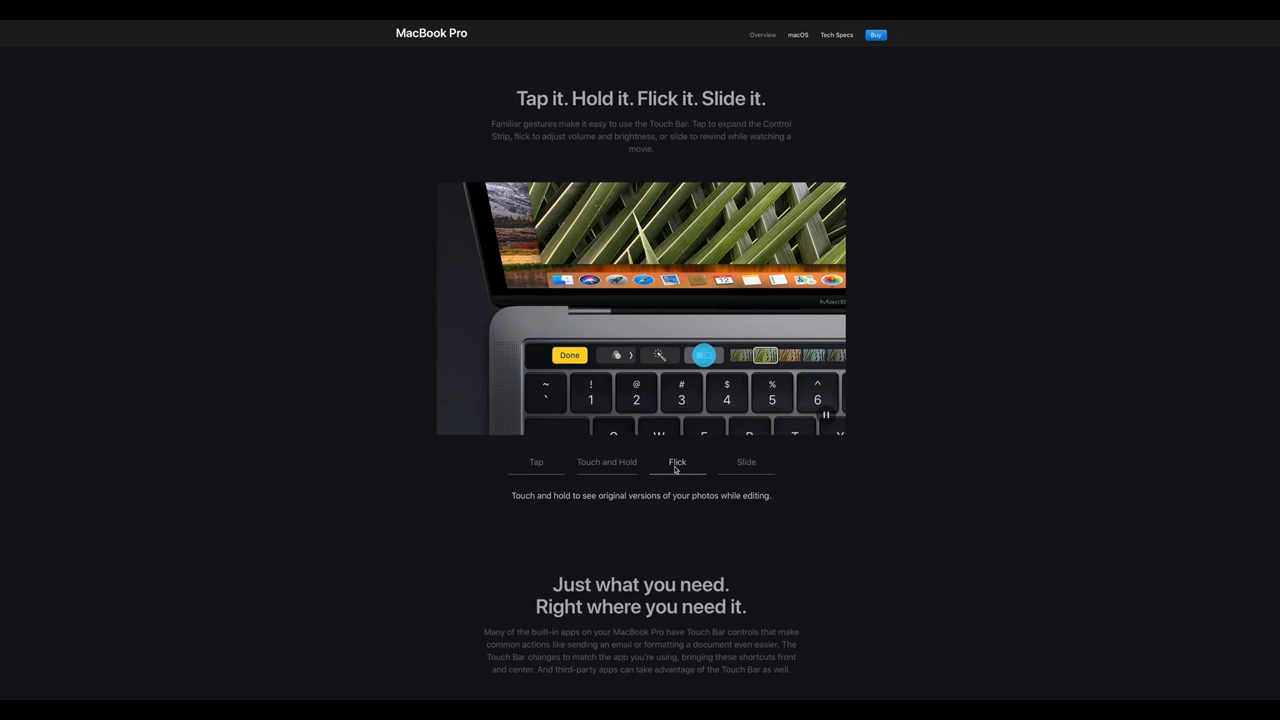 MacBook Pro
Overview macOS Tech Specs Buy
Tap it. Hold it. Flick it. Slide it.
Familiar gestures make it easy to use the Touch Bar. Tap to expand the Control
Strip, flick to adjust volume and brightness, or slide to rewind while watching a
movie.
12
MacB
Done
~ ! @ # $ % ^
` 1 2 3 4 5 6
Q W E R T Y
Tap Touch and Hold Flick Slide
Touch and hold to see original versions of your photos while editing.
Just what you need.
Right where you need it.
Many of the built-in apps on your MacBook Pro have Touch Bar controls that make
common actions like sending an email or formatting a document even easier. The
Touch Bar changes to match the app you're using, bringing these shortcuts front
and center. And third-party apps can take advantage of the Touch Bar as well.